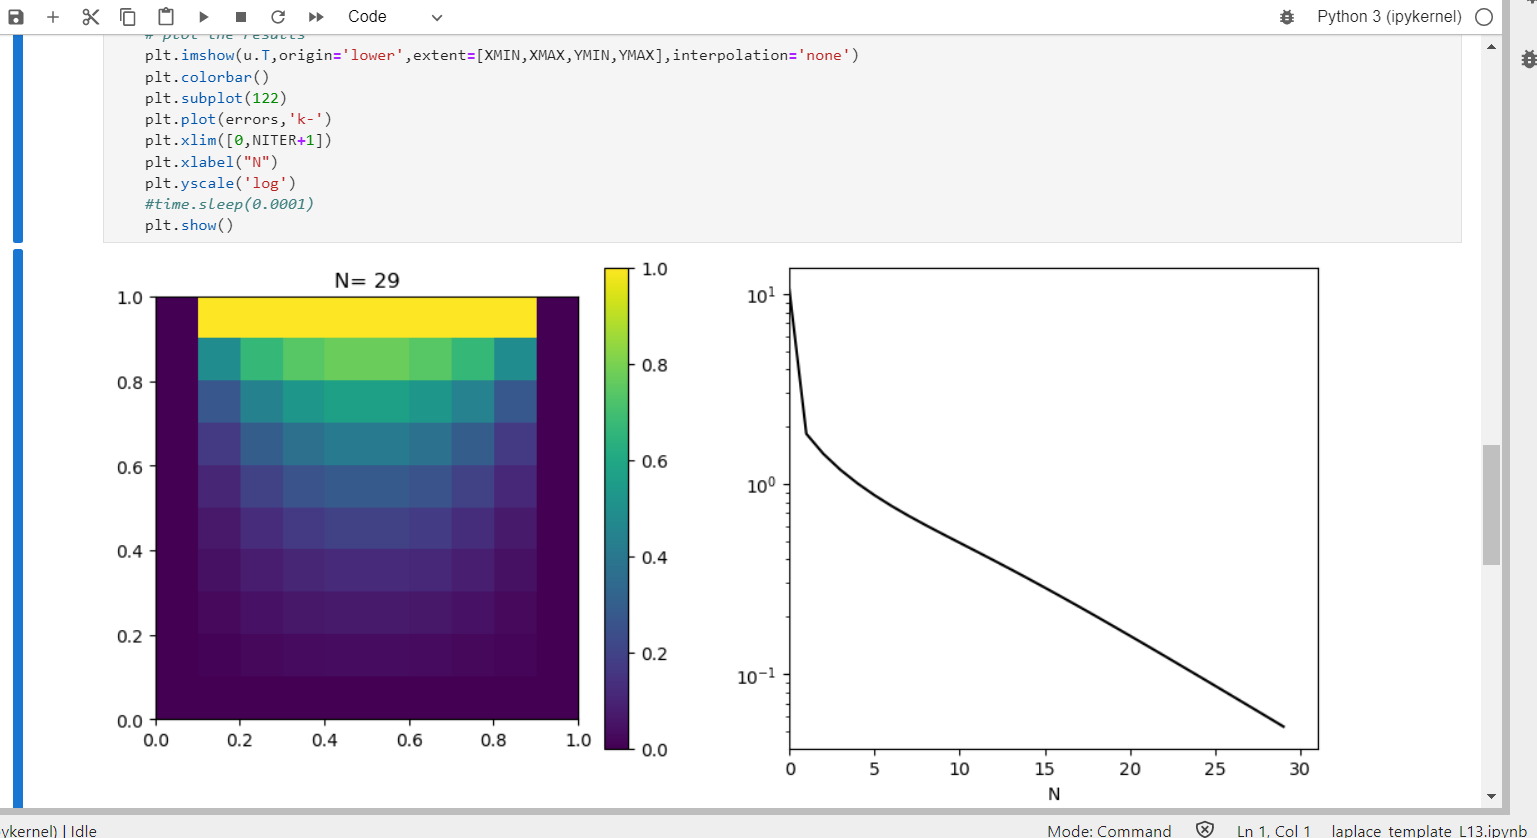 Code
Python 3 (ipykernel)
# plot the results
plt.imshow(u.T,origin='lower',extent=[XMIN,XMAX,YMIN,YMAX],interpolation='none')
plt.colorbar()
plt.subplot(122)
plt.plot(errors,'k-')
plt.xlim([0,NITER+1])
plt.xlabel("N")
plt.yscale('log')
#time.sleep(0.0001)
plt.show()
N= 29
1.0
0.8
0.6
0.4
0.2
0.0
0.0 0.2 0.4 0.6 0.8 1.0
1.0
0.8
0.6
0.4
0.2
0.0
10¹
10⁰
10⁻¹
0 5 10 15 20 25 30
N
ykernel) | Idle
Mode: Command
Ln 1, Col 1
laplace_template_L13.ipynb